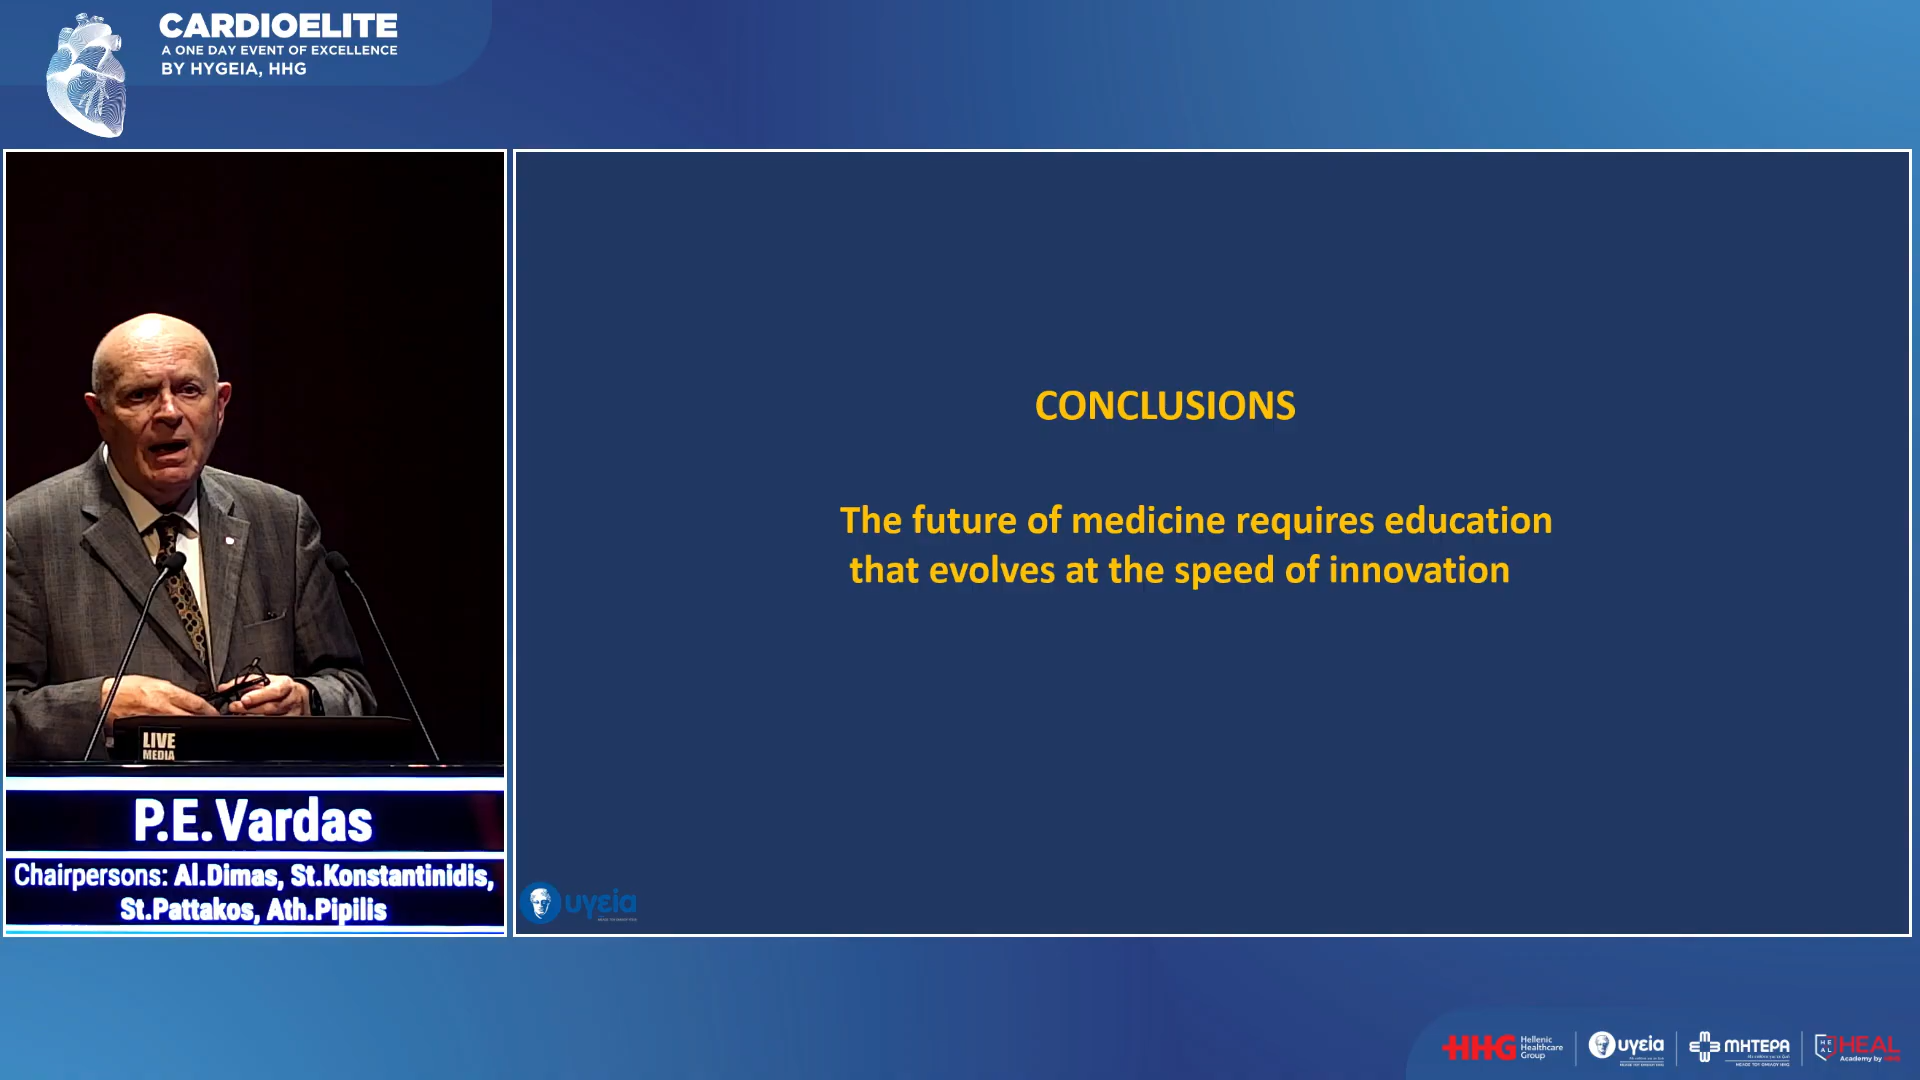 CARDIOELITE
A ONE DAY EVENT OF EXCELLENCE
BY HYGEIA, HHG
LIVE
MEDIA
P.E.Vardas
Chairpersons: Al.Dimas, St.Konstantinidis,
St.Pattakos, Ath.Pipilis
CONCLUSIONS
The future of medicine requires education
that evolves at the speed of innovation
υγεία
HHG
Hellenic
Healthcare
Group
υγεία
ΜΗΤΕΡΑ
HEAL
HEAL
Academy by